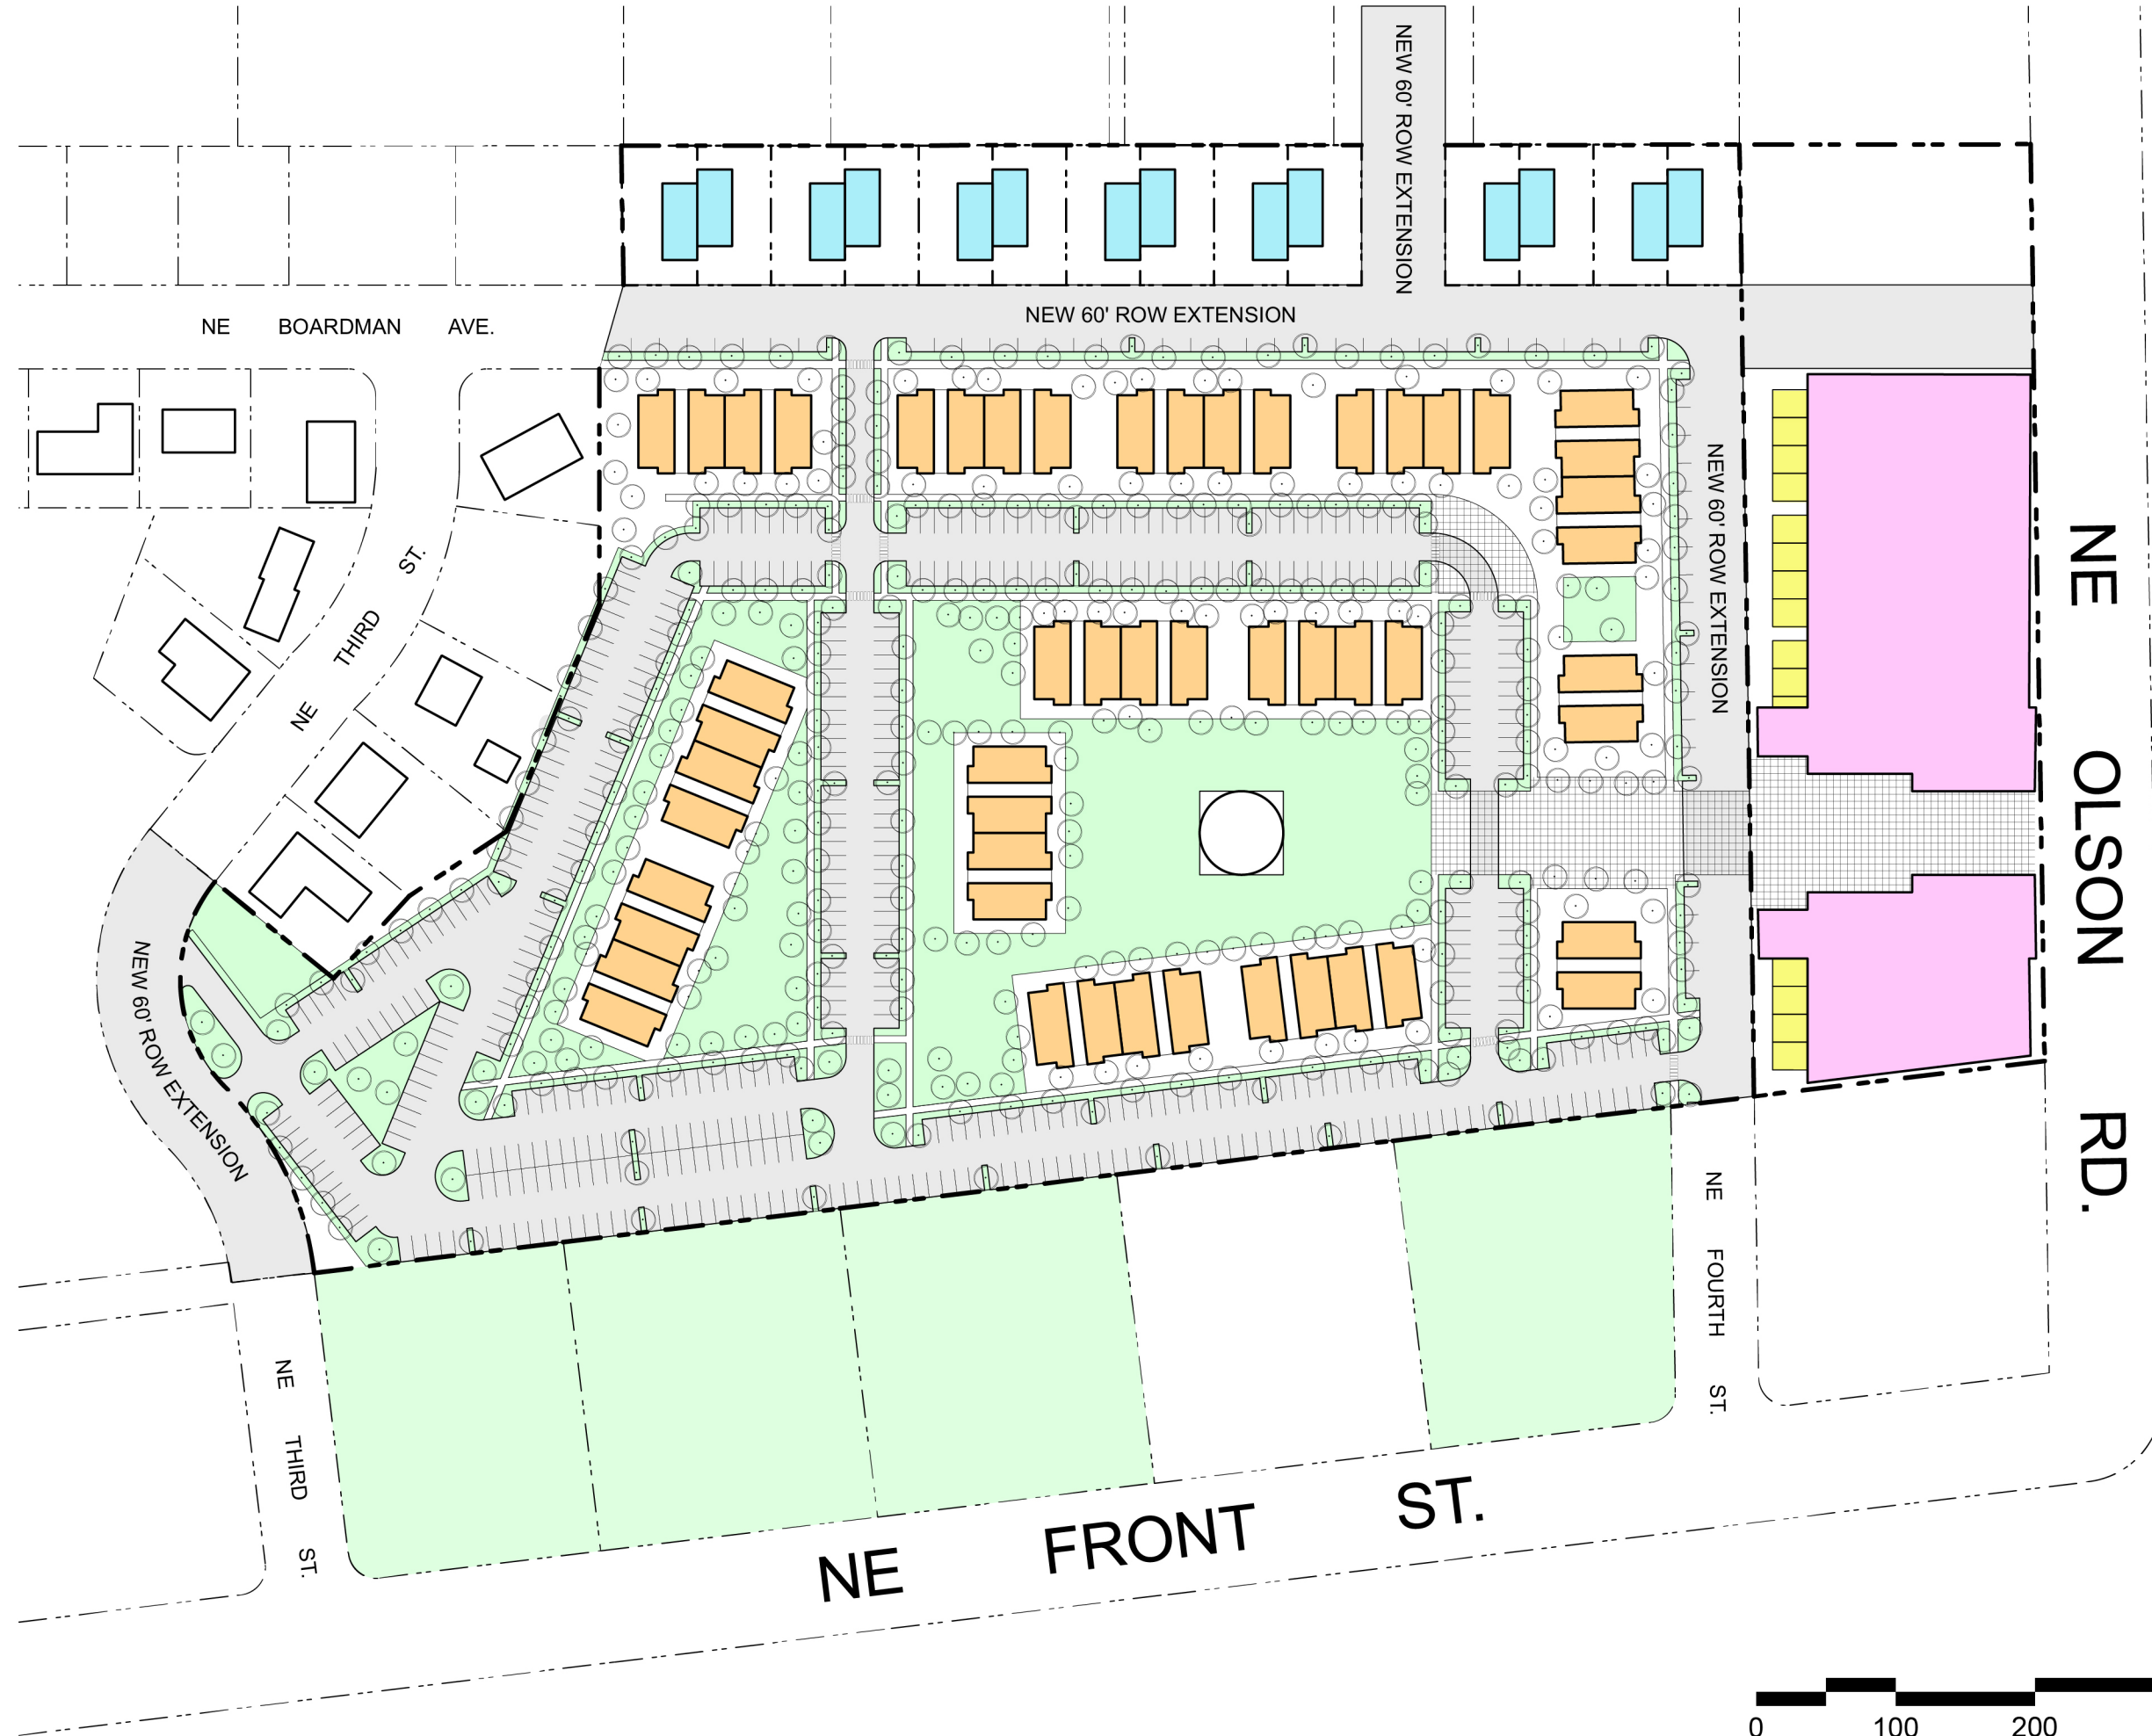 NEW 60' ROW EXTENSION
NEW 60' ROW EXTENSION
NE BOARDMAN AVE.
NEW 60' ROW EXTENSION
NE THIRD ST.
NE OLSON RD.
NEW 60' ROW EXTENSION
NE THIRD ST.
NE FOURTH ST.
NE FRONT ST.
0 100 200